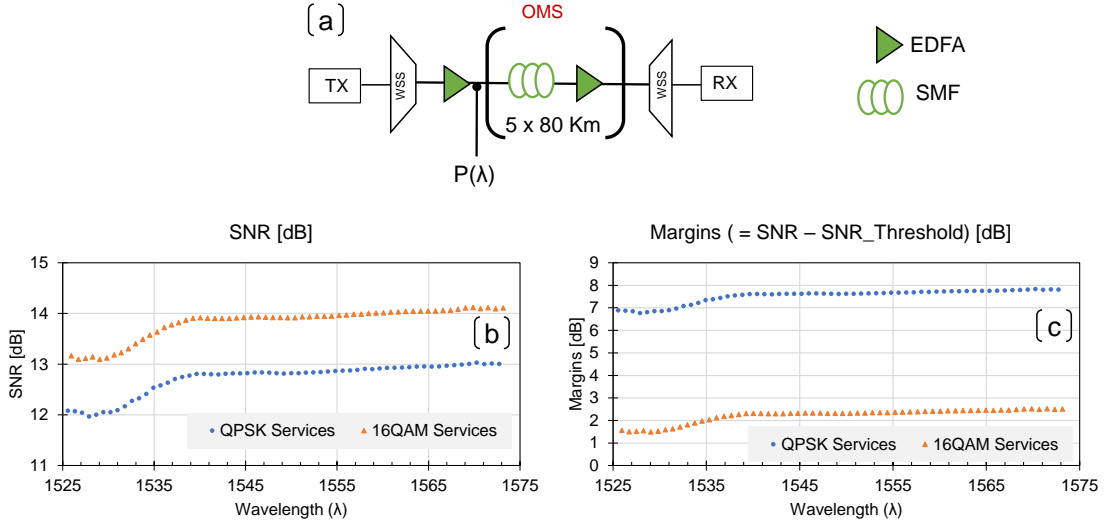 [a]
OMS
TX
WSS
5 x 80 Km
WSS
RX
EDFA
SMF
P(λ)
SNR [dB]
15
14
13
12
11
SNR [dB]
[b]
QPSK Services
16QAM Services
1525
1535
1545
1555
1565
1575
Wavelength (λ)
Margins ( = SNR – SNR_Threshold) [dB]
9
8
7
6
5
4
3
2
1
0
Margins [dB]
[c]
QPSK Services
16QAM Services
1525
1535
1545
1555
1565
1575
Wavelength (λ)